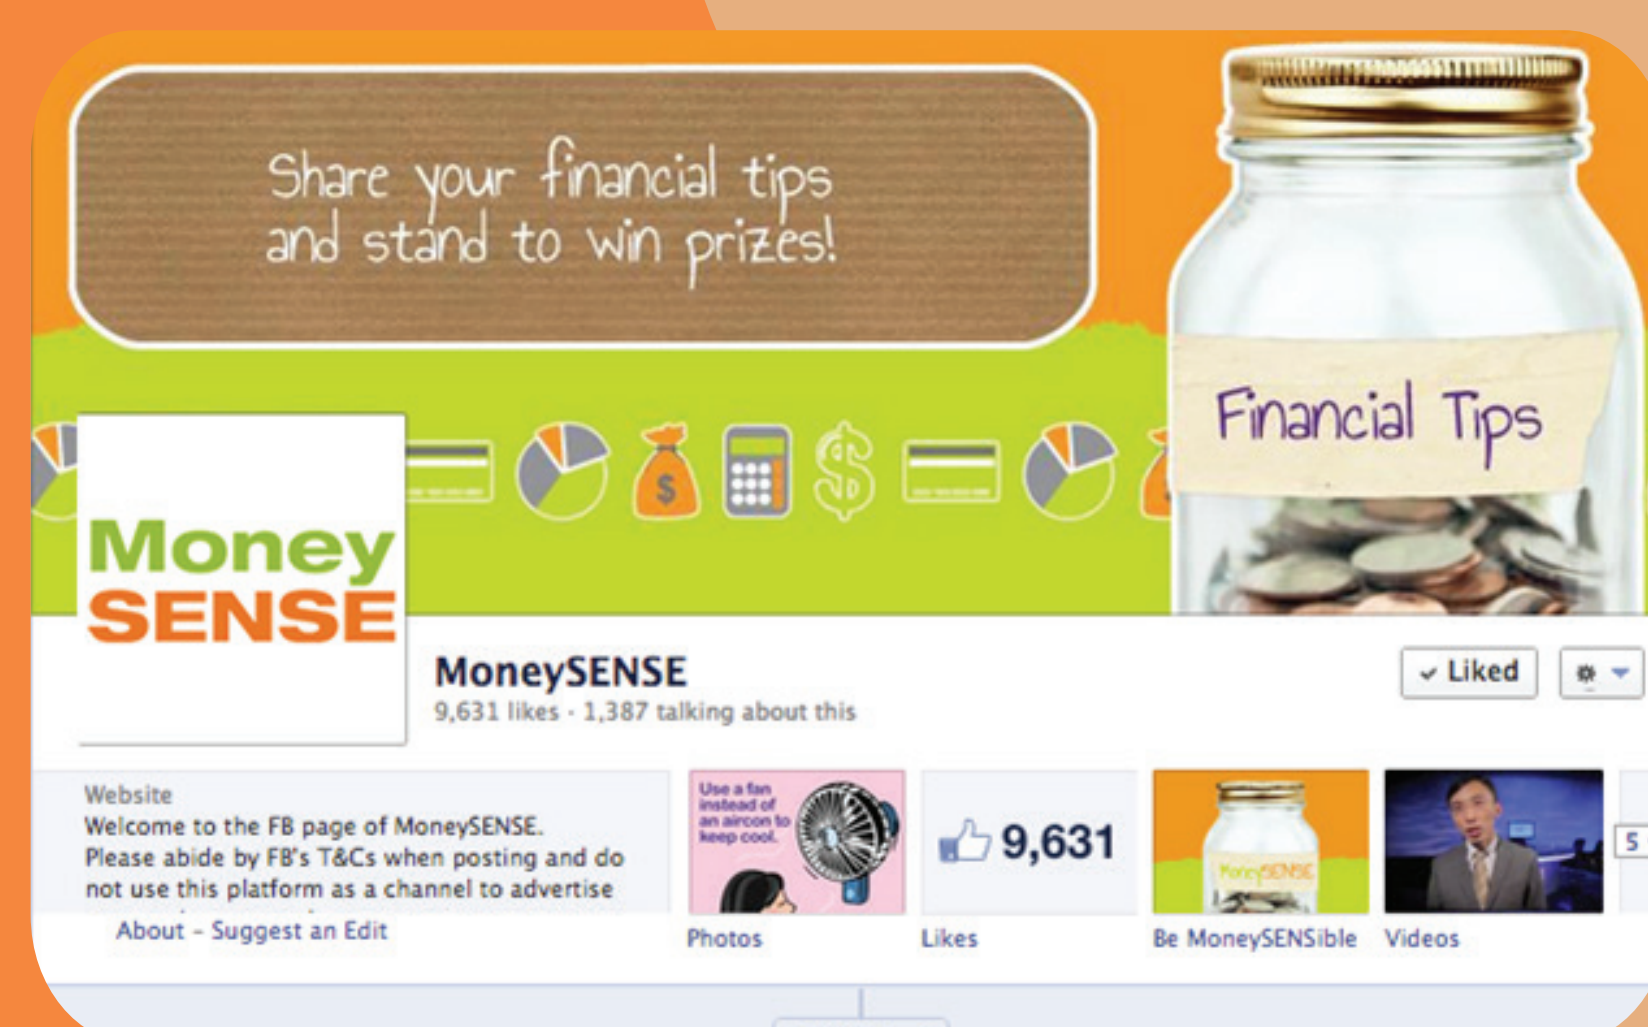 Share your financial tips
and stand to win prizes!
Financial Tips
$
Money
SENSE
MoneySENSE
9,631 likes · 1,387 talking about this
Liked
Website
Welcome to the FB page of MoneySENSE.
Please abide by FB's T&Cs when posting and do
not use this platform as a channel to advertise
About – Suggest an Edit
Use a fan
instead of
an aircon to
keep cool.
Photos
9,631
Likes
MoneySENSE
Be MoneySENSible
Videos
5